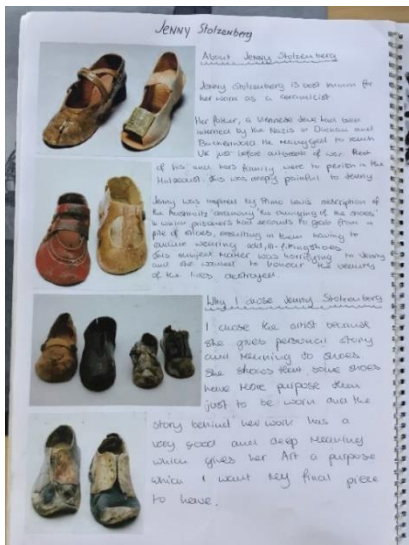 JENNY Stolzenberg
About Jenny Stolzenberg
Jenny Stolzenberg is best known for
her work as a ceramicist.
Her father, a Viennese Jew had been
interned by the Nazis in Dachau and
Buchenwald. He managed to reach
UK just before outbreak of war. Rest
of his and hers family were to perish in the
Holocaust. This was deeply painful to Jenny.
Jenny was inspired by Primo Levi's description of
the Auschwitz "ceremony" "the changing of the shoes"
in which prisoners had seconds to goose from a
pile of shoes, resulting in them having to
endure wearing odd, ill-fitting shoes.
This subject matter was horrifying to Jenny
and she wanted to honour the velocity
of the lives destroyed
Why I chose Jenny Stolzenberg
I chose the artist because
she gives personal story
and meaning to shoes.
She shows that some shoes
have more purpose than
just to be worn and the
story behind her work has a
very good and deep meaning
which gives her Art a purpose
which I want my final piece
to have.